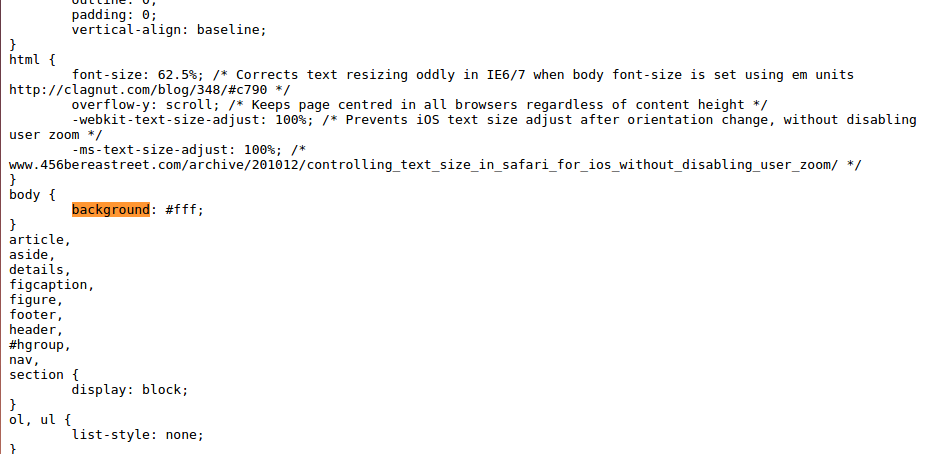 outline: 0;
padding: 0;
vertical-align: baseline;
}
html {
font-size: 62.5%; /* Corrects text resizing oddly in IE6/7 when body font-size is set using em units
http://clagnut.com/blog/348/#c790 */
overflow-y: scroll; /* Keeps page centred in all browsers regardless of content height */
-webkit-text-size-adjust: 100%; /* Prevents iOS text size adjust after orientation change, without disabling
user zoom */
-ms-text-size-adjust: 100%; /*
www.456bereastreet.com/archive/201012/controlling_text_size_in_safari_for_ios_without_disabling_user_zoom/ */
}
body {
background: #fff;
}
article,
aside,
details,
figcaption,
figure,
footer,
header,
#hgroup,
nav,
section {
display: block;
}
ol, ul {
list-style: none;
}